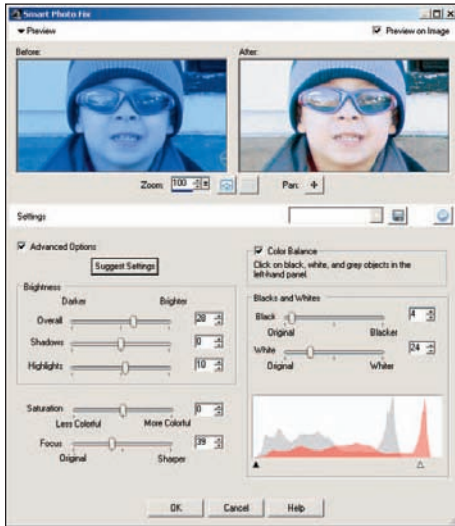 Smart Photo Fix
Preview
Preview on Image
Before:
After:
Zoom: 100
Pan:
Settings
Advanced Options
Suggest Settings
Color Balance
Click on black, white, and grey objects in the
left-hand panel.
Brightness
Darker Brighter
Overall 28
Shadows 0
Highlights 10
Blacks and Whites
Black 4
Original Blacker
White 24
Original Whiter
Saturation 0
Less Colorful More Colorful
Focus 39
Original Sharper
OK Cancel Help